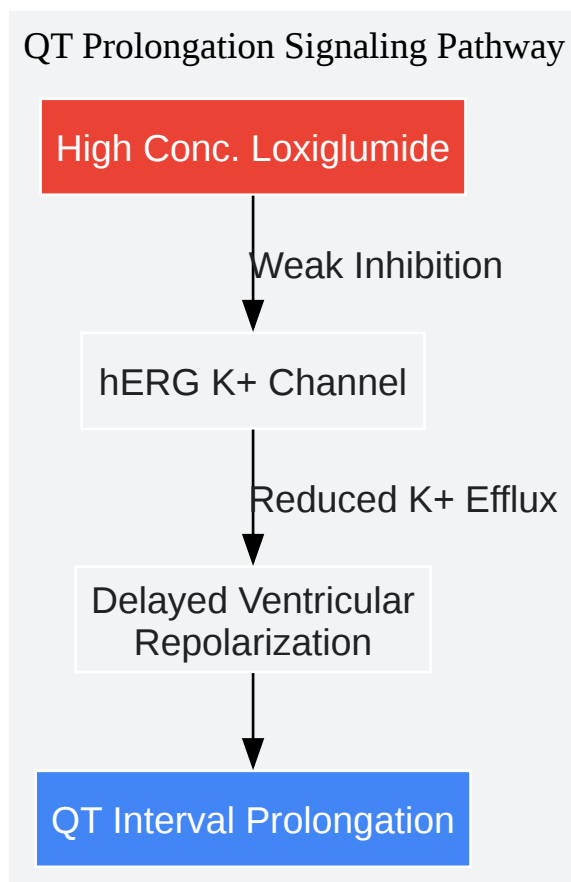 QT Prolongation Signaling Pathway
High Conc. Loxiglumide
Weak Inhibition
hERG K+ Channel
Reduced K+ Efflux
Delayed Ventricular
Repolarization
QT Interval Prolongation